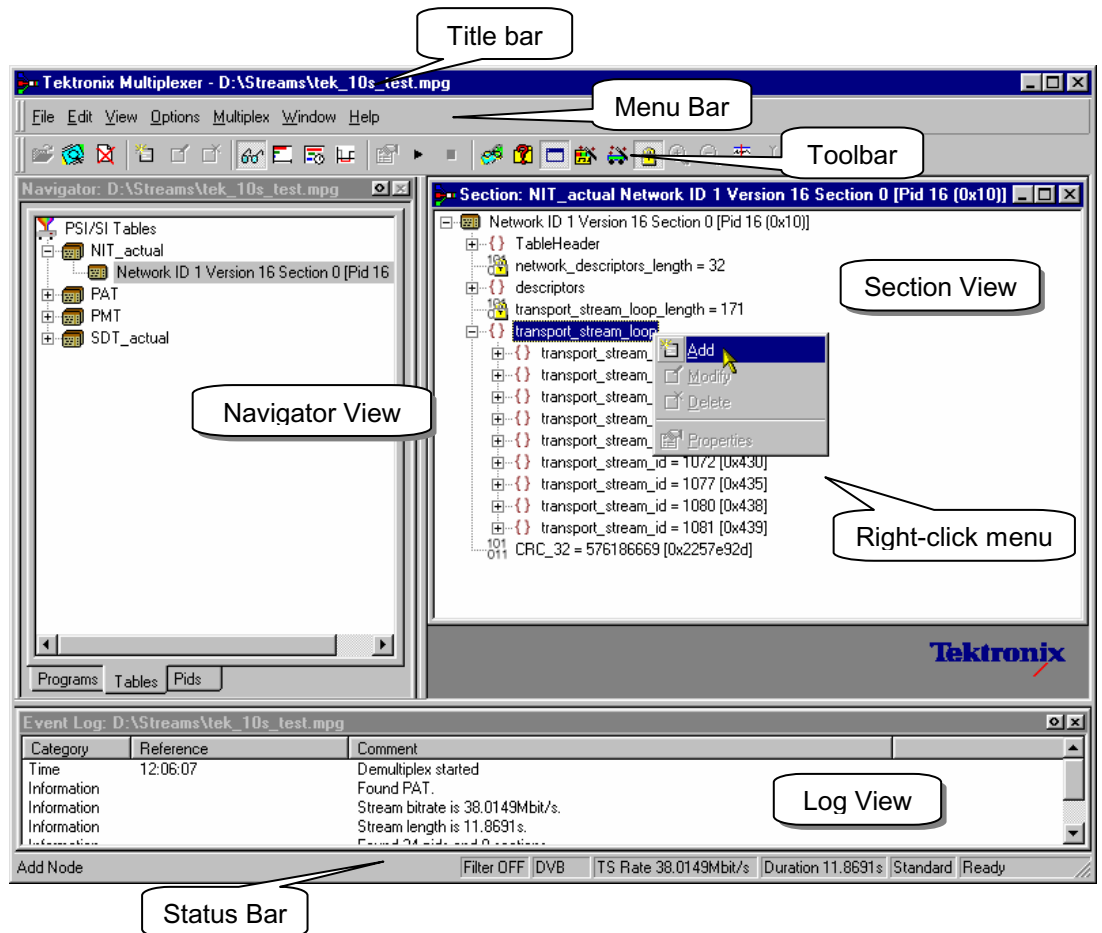 Title bar
Tektronix Multiplexer - D:\Streams\tek_10s_test.mpg
Menu Bar
File Edit View Options Multiplex Window Help
Toolbar
Navigator: D:\Streams\tek_10s_test.mpg
PSI/SI Tables
NIT_actual
Network ID 1 Version 16 Section 0 [Pid 16
PAT
PMT
SDT_actual
Navigator View
Programs Tables Pids
Section: NIT_actual Network ID 1 Version 16 Section 0 [Pid 16 (0x10)]
Network ID 1 Version 16 Section 0 [Pid 16 (0x10)]
TableHeader
network_descriptors_length = 32
descriptors
transport_stream_loop_length = 171
transport_stream_loop
transport_stream_
transport_stream_
transport_stream_
transport_stream_
transport_stream_
transport_stream_id = 1072 [0x430]
transport_stream_id = 1077 [0x435]
transport_stream_id = 1080 [0x438]
transport_stream_id = 1081 [0x439]
CRC_32 = 576186669 [0x2257e92d]
Section View
Add
Modify
Delete
Properties
Right-click menu
Tektronix
Event Log: D:\Streams\tek_10s_test.mpg
Category Reference Comment
Time 12:06:07 Demultiplex started
Information Found PAT.
Information Stream bitrate is 38.0149Mbit/s.
Information Stream length is 11.8691s.
Log View
Add Node Filter OFF DVB TS Rate 38.0149Mbit/s Duration 11.8691s Standard Ready
Status Bar